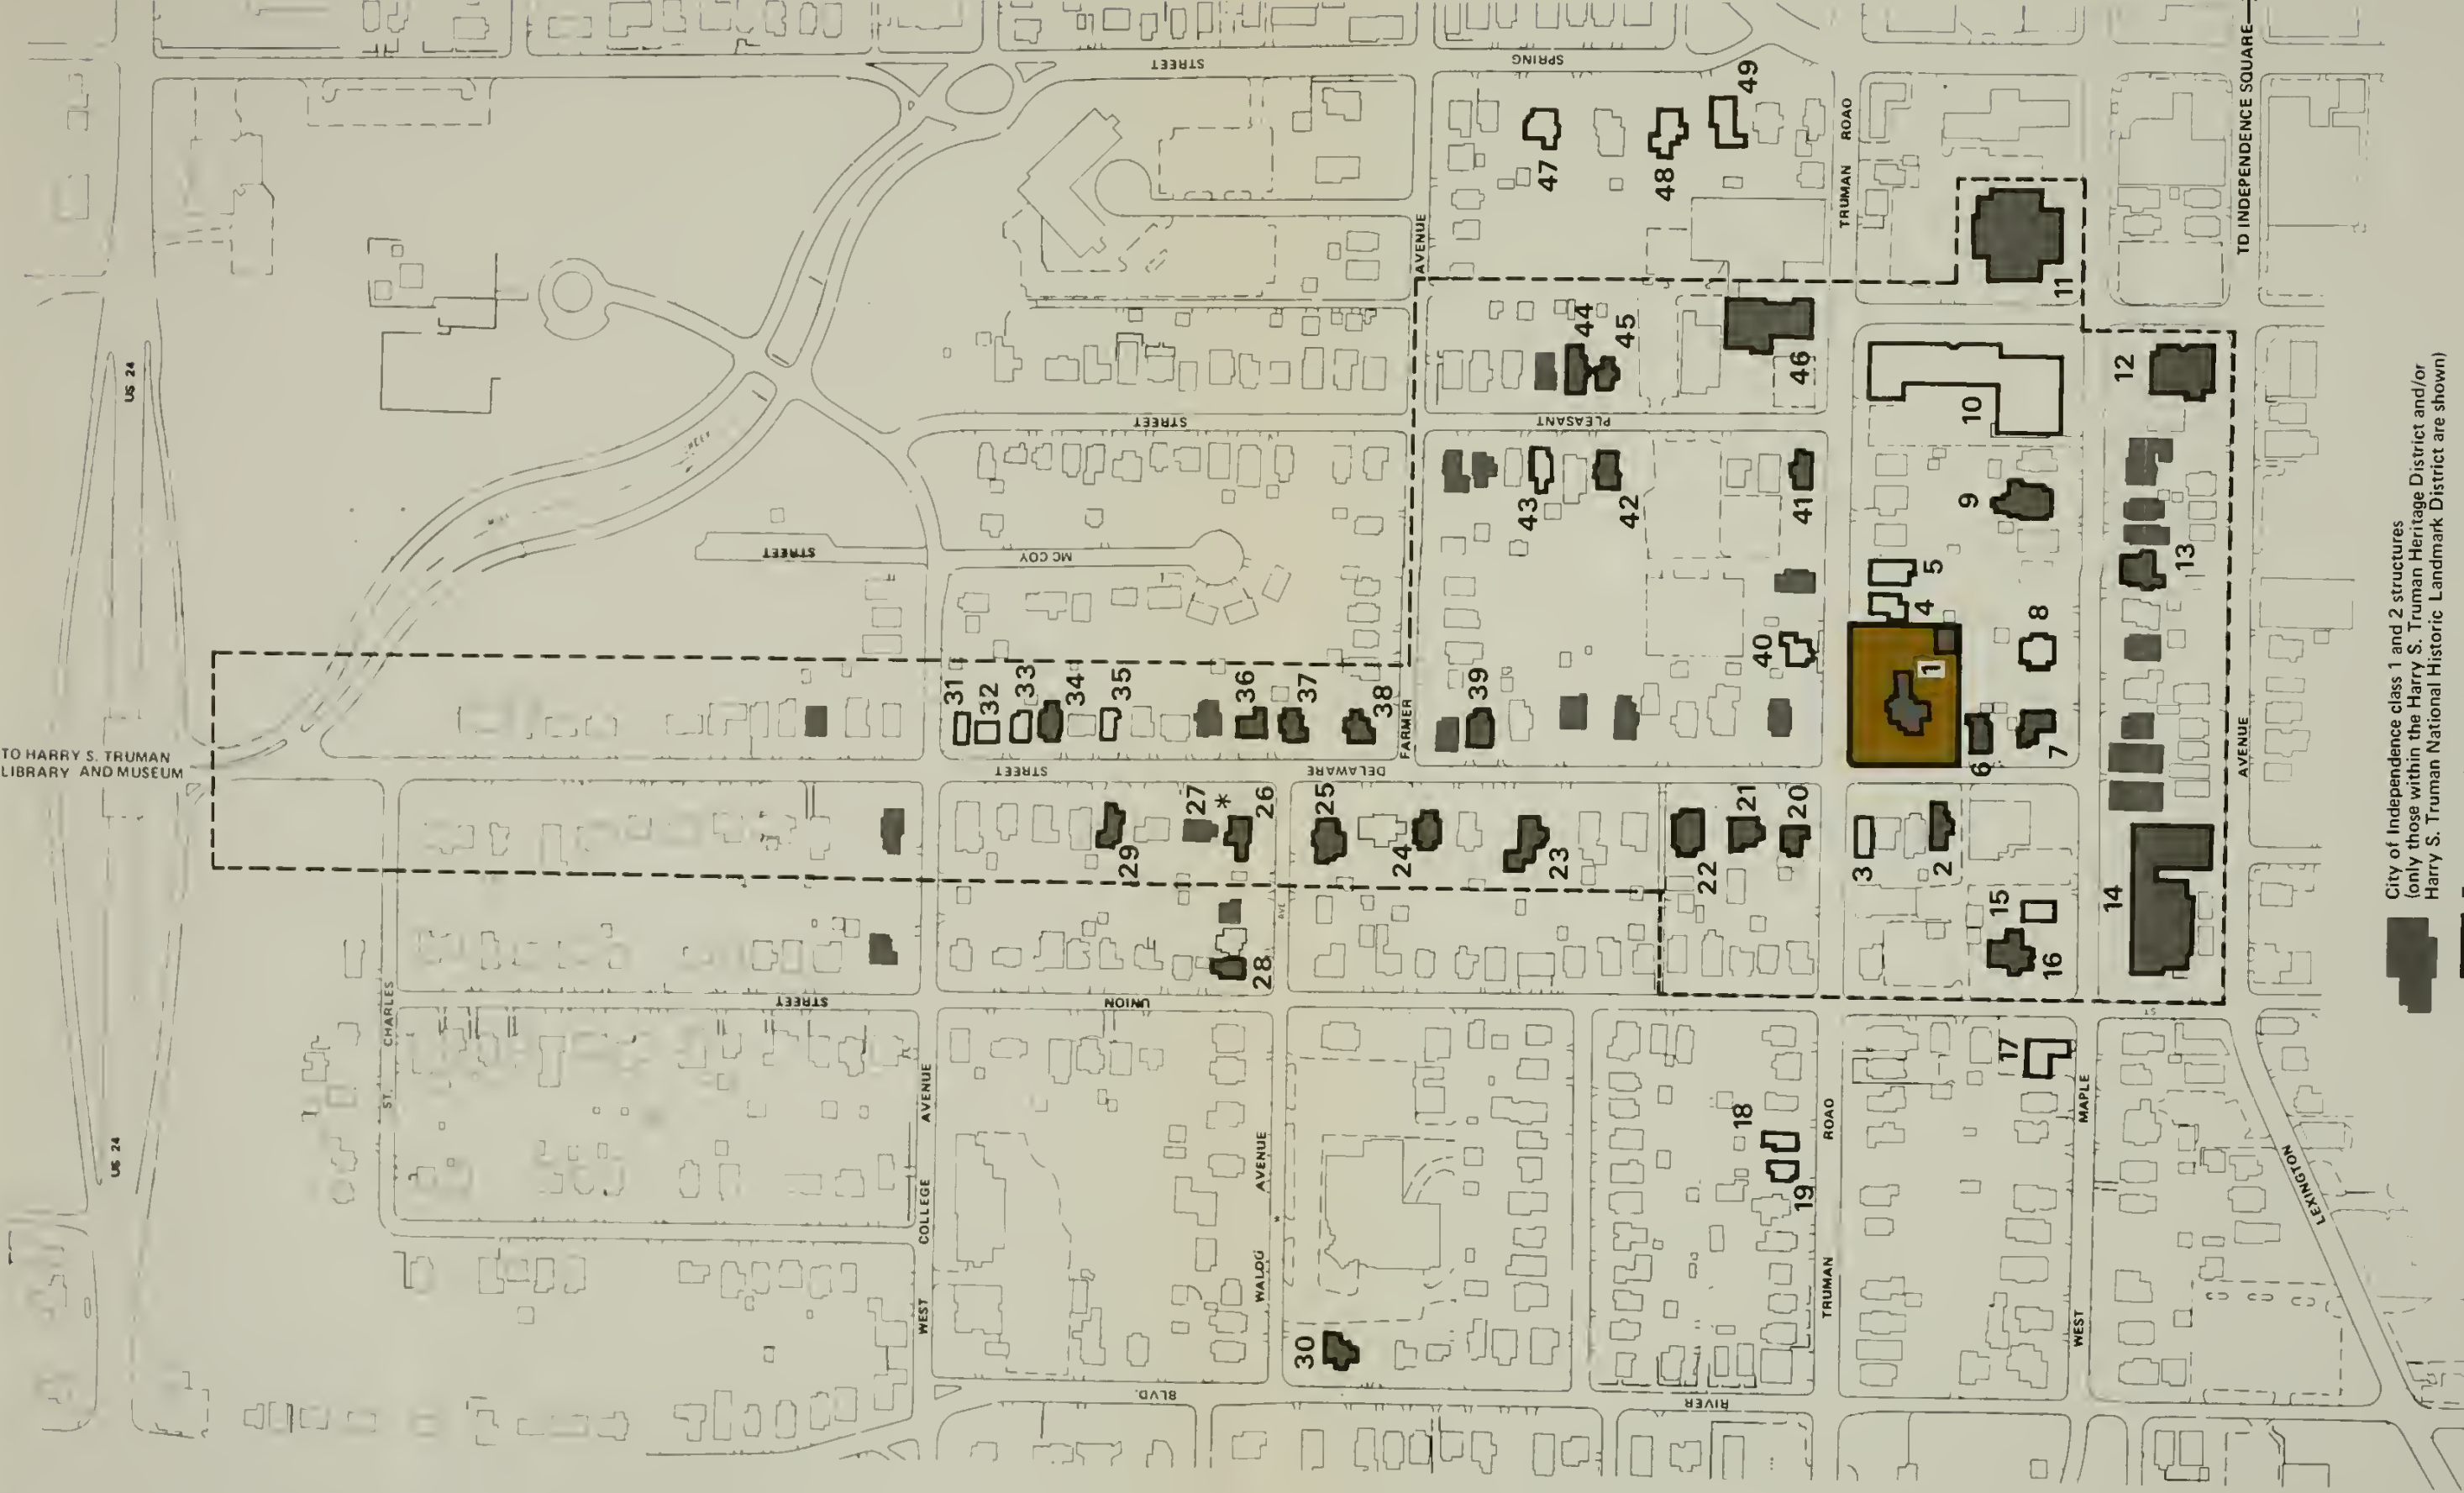 STREET
SPRING
49
47
48
TRUMAN ROAD
TO INDEPENDENCE SQUARE
AVENUE
11
US 24
44
45
46
12
10
STREET
PLEASANT
43
42
41
9
13
STREET
MC COY
5
4
8
40
1
31
32
33
34
35
36
37
38
39
FARMER
6
7
TO HARRY S. TRUMAN
LIBRARY AND MUSEUM
STREET
DELAWARE
AVENUE
29
27
*
26
25
24
23
22
21
20
3
2
14
15
16
28
AVE
City of Independence class 1 and 2 structures
(only those within the Harry S. Truman Heritage District and/or
Harry S. Truman National Historic Landmark District are shown)
STREET
UNION
ST
ST. CHARLES
17
US 24
WEST COLLEGE AVENUE
WALDO AVENUE
18
19
TRUMAN ROAD
WEST MAPLE
LEXINGTON
30
BLVD.
RIVER